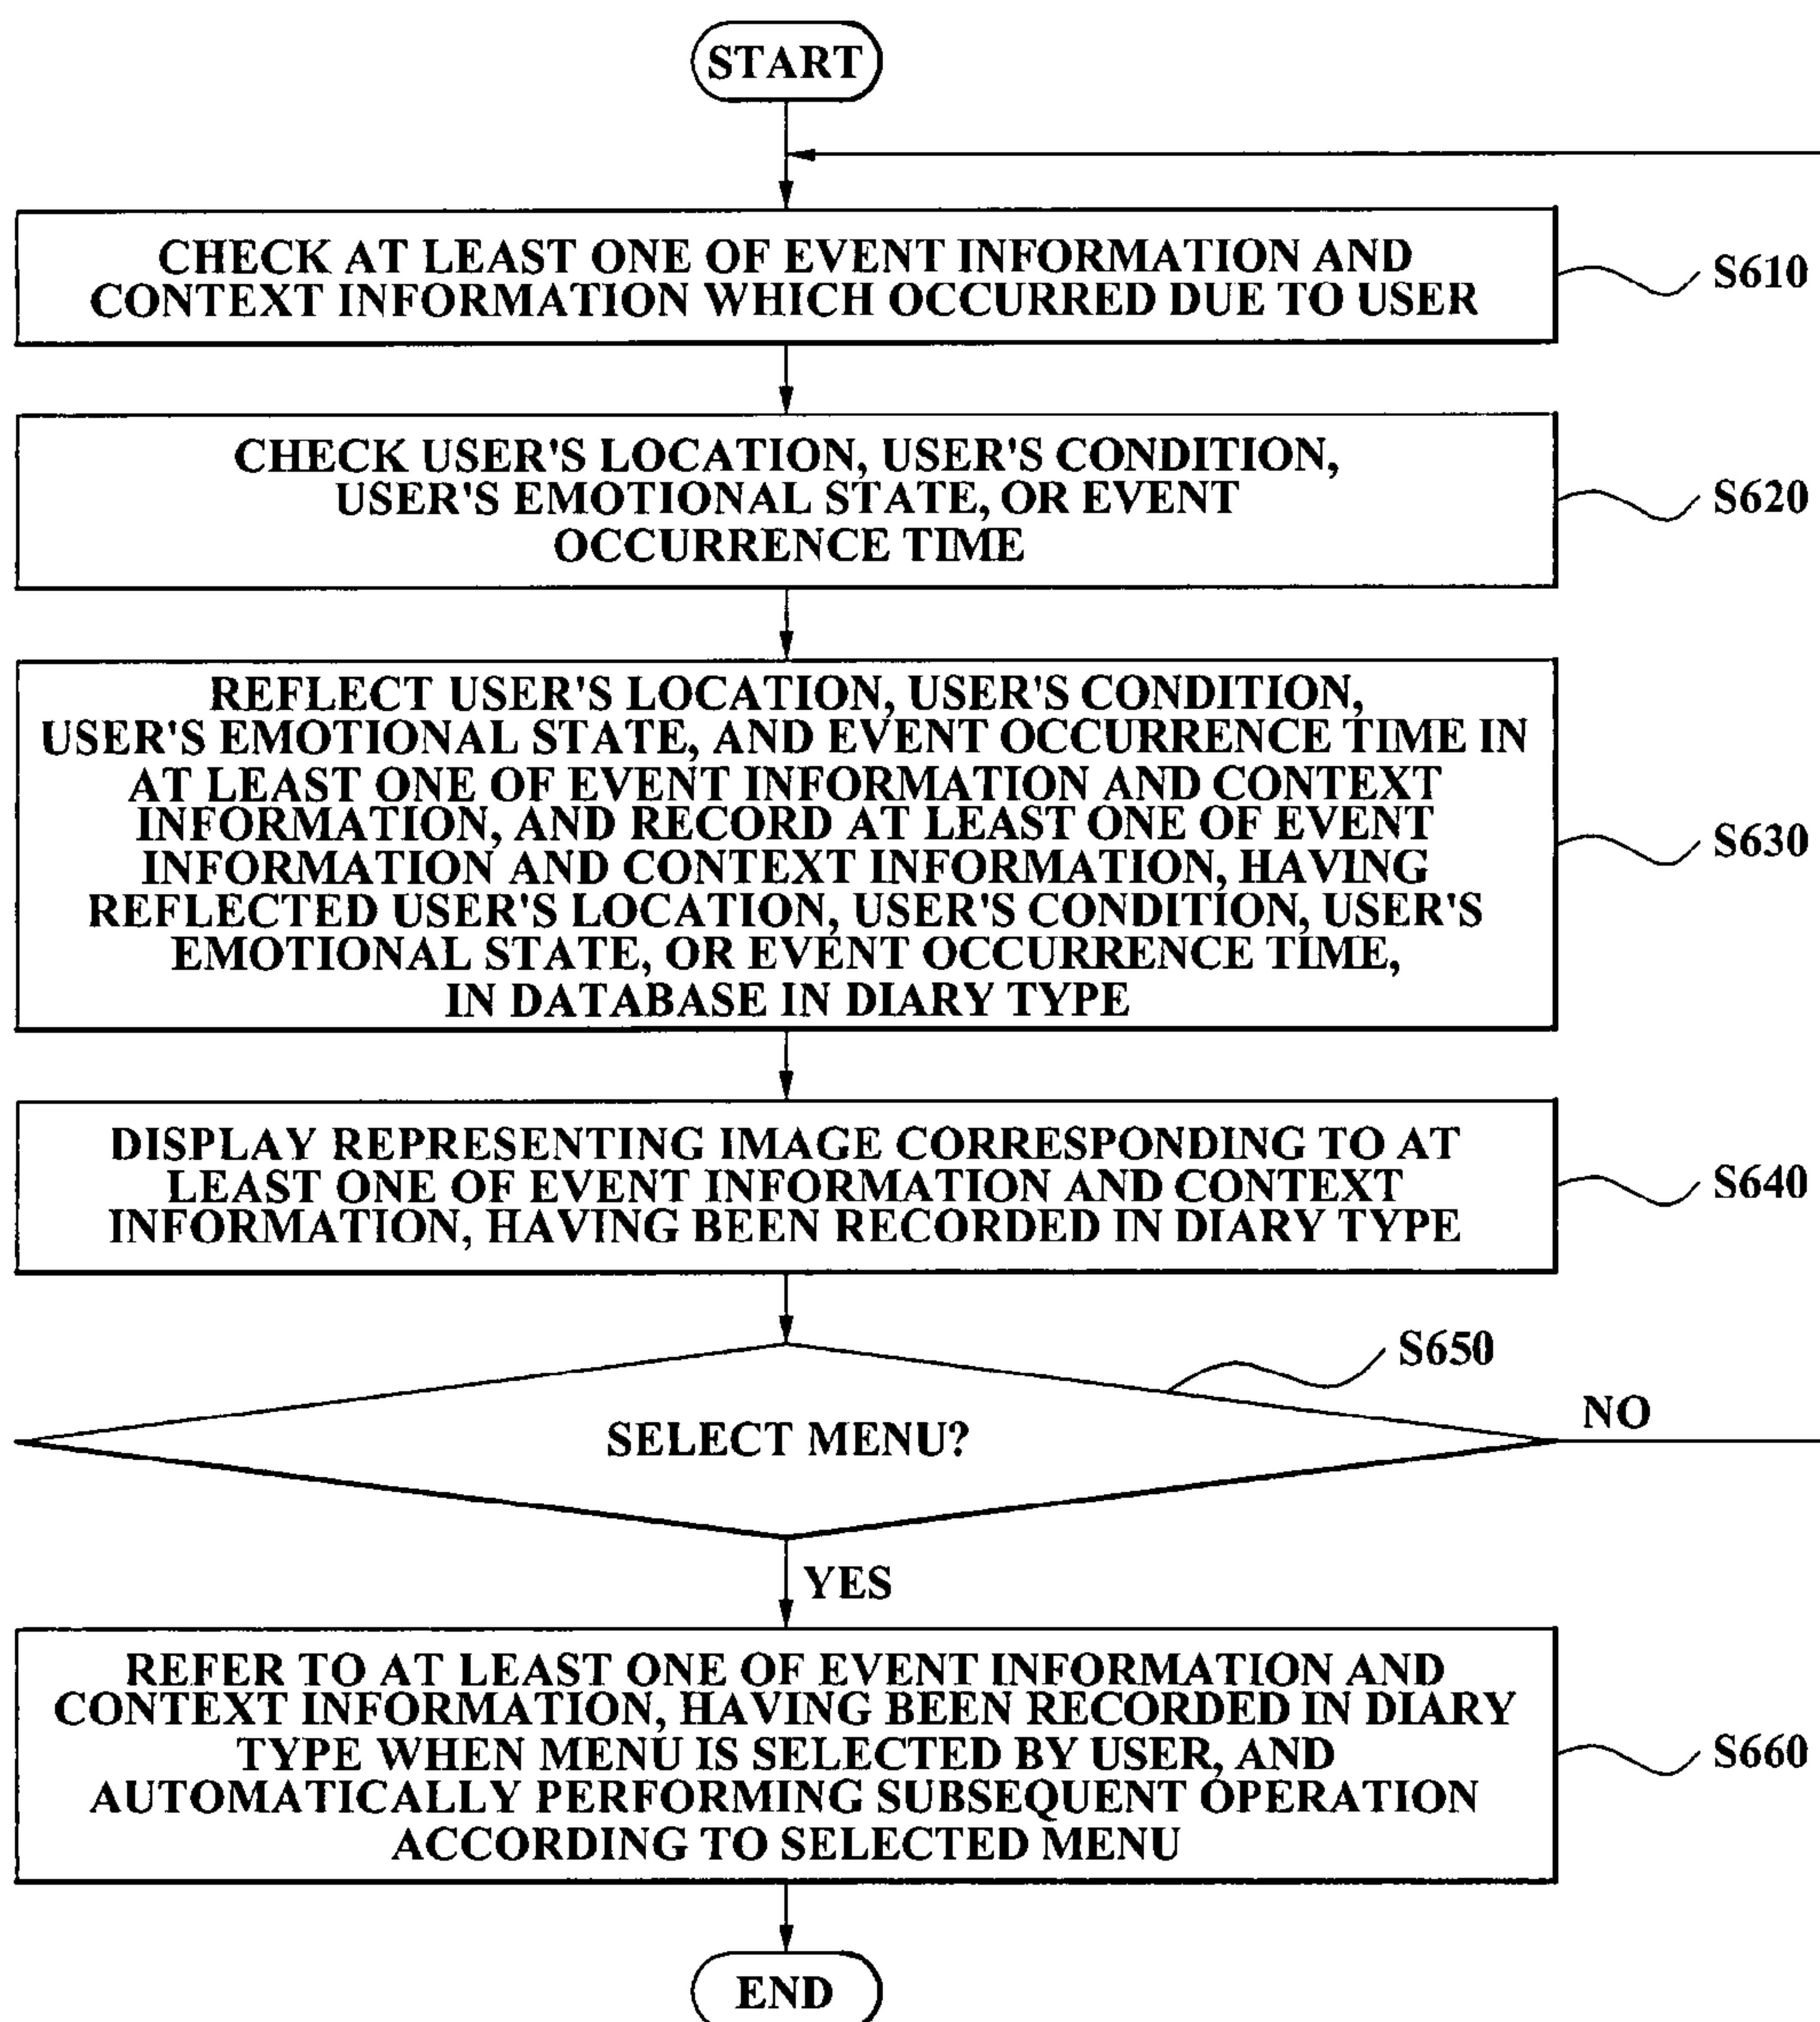 START
CHECK AT LEAST ONE OF EVENT INFORMATION AND
CONTEXT INFORMATION WHICH OCCURRED DUE TO USER
S610
CHECK USER'S LOCATION, USER'S CONDITION,
USER'S EMOTIONAL STATE, OR EVENT
OCCURRENCE TIME
S620
REFLECT USER'S LOCATION, USER'S CONDITION,
USER'S EMOTIONAL STATE, AND EVENT OCCURRENCE TIME IN
AT LEAST ONE OF EVENT INFORMATION AND CONTEXT
INFORMATION, AND RECORD AT LEAST ONE OF EVENT
INFORMATION AND CONTEXT INFORMATION, HAVING
REFLECTED USER'S LOCATION, USER'S CONDITION, USER'S
EMOTIONAL STATE, OR EVENT OCCURRENCE TIME,
IN DATABASE IN DIARY TYPE
S630
DISPLAY REPRESENTING IMAGE CORRESPONDING TO AT
LEAST ONE OF EVENT INFORMATION AND CONTEXT
INFORMATION, HAVING BEEN RECORDED IN DIARY TYPE
S640
S650
SELECT MENU?
NO
YES
REFER TO AT LEAST ONE OF EVENT INFORMATION AND
CONTEXT INFORMATION, HAVING BEEN RECORDED IN DIARY
TYPE WHEN MENU IS SELECTED BY USER, AND
AUTOMATICALLY PERFORMING SUBSEQUENT OPERATION
ACCORDING TO SELECTED MENU
S660
END